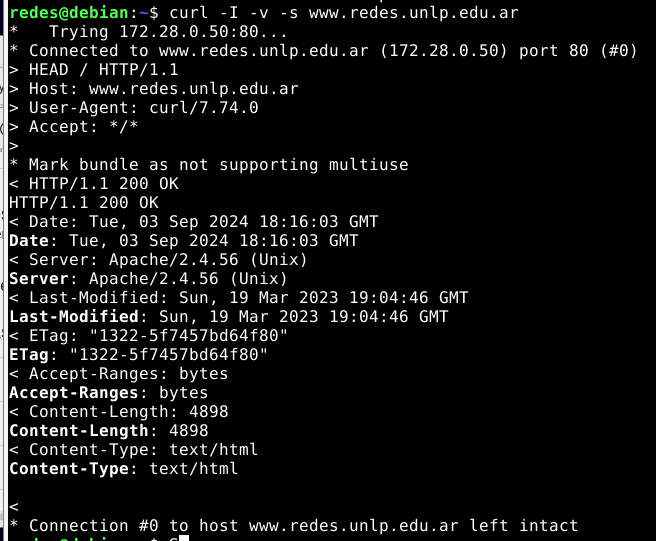 redes@debian:~$ curl -I -v -s www.redes.unlp.edu.ar
*   Trying 172.28.0.50:80...
* Connected to www.redes.unlp.edu.ar (172.28.0.50) port 80 (#0)
> HEAD / HTTP/1.1
> Host: www.redes.unlp.edu.ar
> User-Agent: curl/7.74.0
> Accept: */*
>
* Mark bundle as not supporting multiuse
< HTTP/1.1 200 OK
HTTP/1.1 200 OK
< Date: Tue, 03 Sep 2024 18:16:03 GMT
Date: Tue, 03 Sep 2024 18:16:03 GMT
< Server: Apache/2.4.56 (Unix)
Server: Apache/2.4.56 (Unix)
< Last-Modified: Sun, 19 Mar 2023 19:04:46 GMT
Last-Modified: Sun, 19 Mar 2023 19:04:46 GMT
< ETag: "1322-5f7457bd64f80"
ETag: "1322-5f7457bd64f80"
< Accept-Ranges: bytes
Accept-Ranges: bytes
< Content-Length: 4898
Content-Length: 4898
< Content-Type: text/html
Content-Type: text/html
<
* Connection #0 to host www.redes.unlp.edu.ar left intact